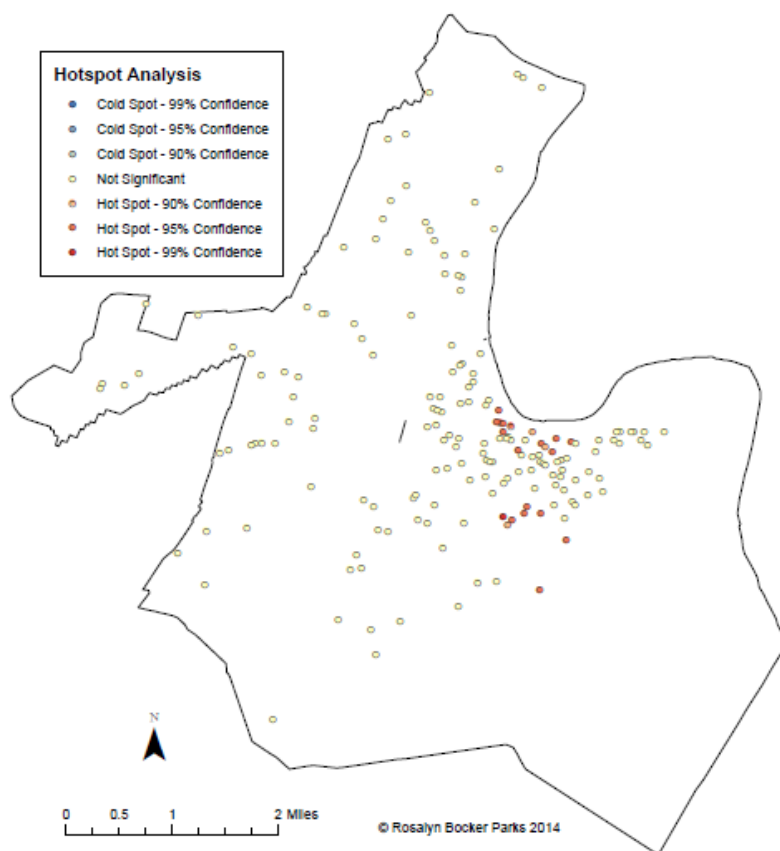 Hotspot Analysis
Cold Spot - 99% Confidence
Cold Spot - 95% Confidence
Cold Spot - 90% Confidence
Not Significant
Hot Spot - 90% Confidence
Hot Spot - 95% Confidence
Hot Spot - 99% Confidence
N
0 0.5 1 2 Miles
© Rosalyn Bocker Parks 2014